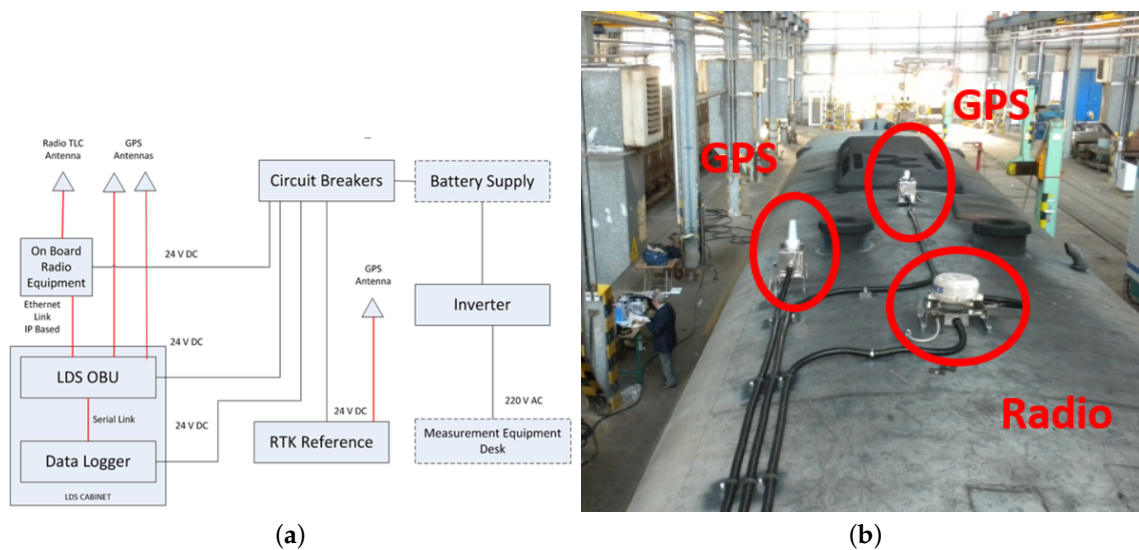 Radio TLC
Antenna
GPS
Antennas
Circuit Breakers
Battery Supply
On Board
Radio
Equipment
24 V DC
GPS
Antenna
Inverter
Ethernet
Link
IP Based
24 V DC
LDS OBU
Serial Link
24 V DC
24 V DC
220 V AC
RTK Reference
Measurement Equipment
Desk
Data Logger
LDS CABINET
(a)
GPS
GPS
Radio
(b)